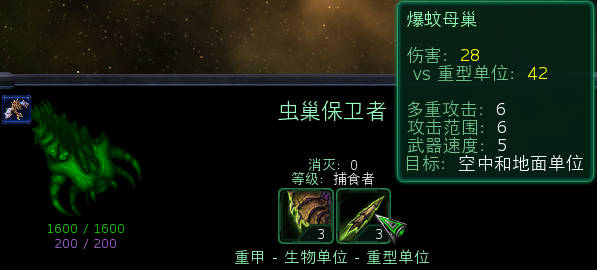 爆蚊母巢
伤害: 28
vs 重型单位: 42
多重攻击: 6
攻击范围: 6
武器速度: 5
目标: 空中和地面单位
虫巢保卫者
消灭: 0
等级: 捕食者
3 3
1600 / 1600
200 / 200
重甲 - 生物单位 - 重型单位